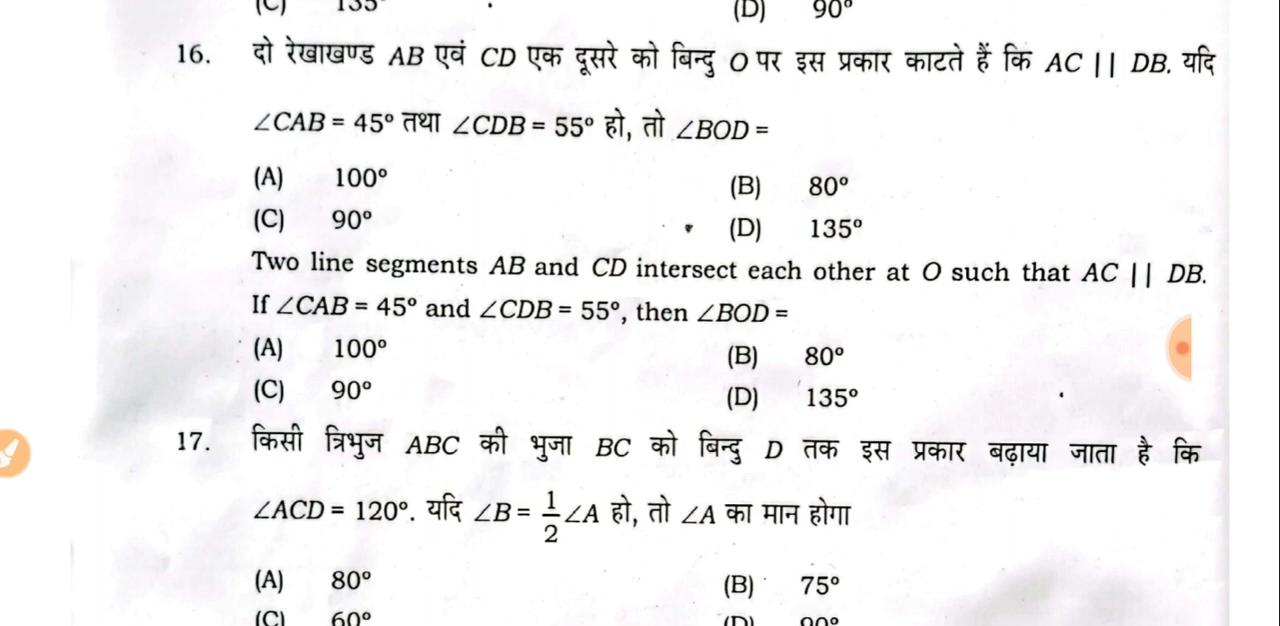 (C) 135° (D) 90°
16. दो रेखाखण्ड AB एवं CD एक दूसरे को बिन्दु O पर इस प्रकार काटते हैं कि AC || DB. यदि
∠CAB = 45° तथा ∠CDB = 55° हो, तो ∠BOD =
(A) 100° (B) 80°
(C) 90° (D) 135°
Two line segments AB and CD intersect each other at O such that AC || DB.
If ∠CAB = 45° and ∠CDB = 55°, then ∠BOD =
(A) 100° (B) 80°
(C) 90° (D) 135°
17. किसी त्रिभुज ABC की भुजा BC को बिन्दु D तक इस प्रकार बढ़ाया जाता है कि
∠ACD = 120°. यदि ∠B = 1/2 ∠A हो, तो ∠A का मान होगा
(A) 80° (B) 75°
(C) 60° (D) 90°